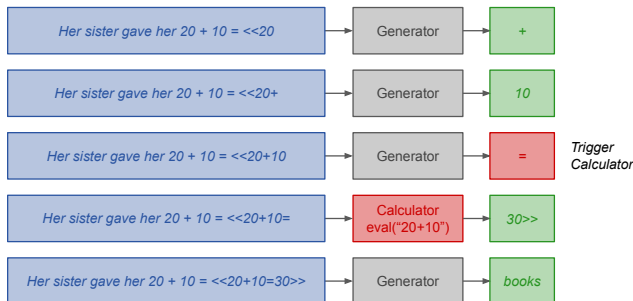 Her sister gave her 20 + 10 = <<20
Generator
+
Her sister gave her 20 + 10 = <<20+
Generator
10
Her sister gave her 20 + 10 = <<20+10
Generator
=
Trigger
Calculator
Her sister gave her 20 + 10 = <<20+10=
Calculator
eval(“20+10”)
30>>
Her sister gave her 20 + 10 = <<20+10=30>>
Generator
books